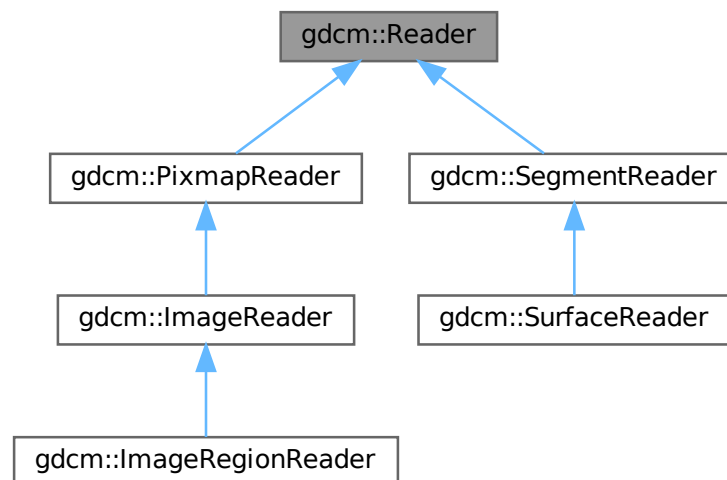 gdcm::Reader
gdcm::PixmapReader
gdcm::SegmentReader
gdcm::ImageReader
gdcm::SurfaceReader
gdcm::ImageRegionReader